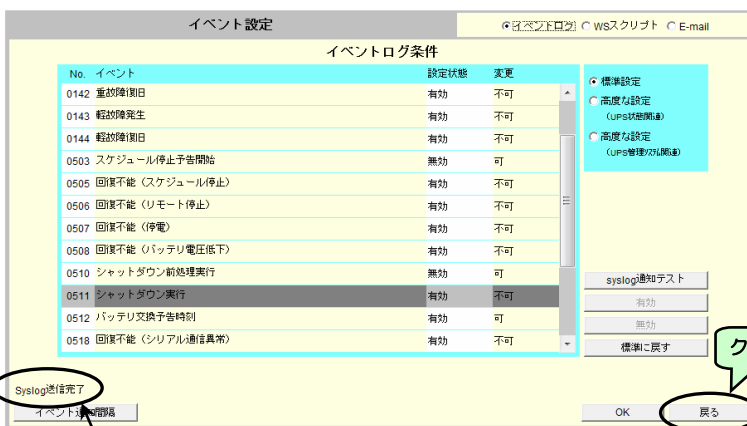 イベント設定
イベントログ WSスクリプト E-mail
イベントログ条件
No. イベント 設定状態 変更
0142 重故障復旧 有効 不可
0143 軽故障発生 有効 不可
0144 軽故障復旧 有効 不可
0503 スケジュール停止予告開始 無効 可
0505 回復不能（スケジュール停止） 有効 不可
0506 回復不能（リモート停止） 有効 不可
0507 回復不能（停電） 有効 不可
0508 回復不能（バッテリ電圧低下） 有効 不可
0510 シャットダウン前処理実行 無効 可
0511 シャットダウン実行 有効 不可
0512 バッテリ交換予告時刻 有効 可
0518 回復不能（シリアル通信異常） 有効 不可
標準設定
高度な設定
（UPS状態関連）
高度な設定
（UPS管理ｼｽﾃﾑ関連）
syslog通知テスト
有効
無効
標準に戻す
ク
Syslog送信完了
イベント 間隔
OK 戻る